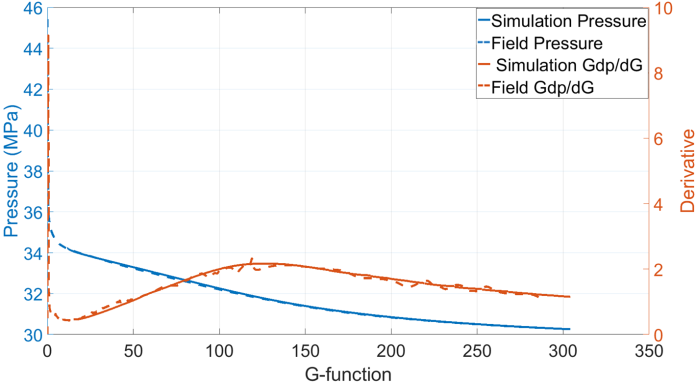 46
44
42
40
38
36
34
32
30
Pressure (MPa)
10
8
6
4
2
0
Derivative
Simulation Pressure
Field Pressure
Simulation Gdp/dG
Field Gdp/dG
0 50 100 150 200 250 300 350
G-function